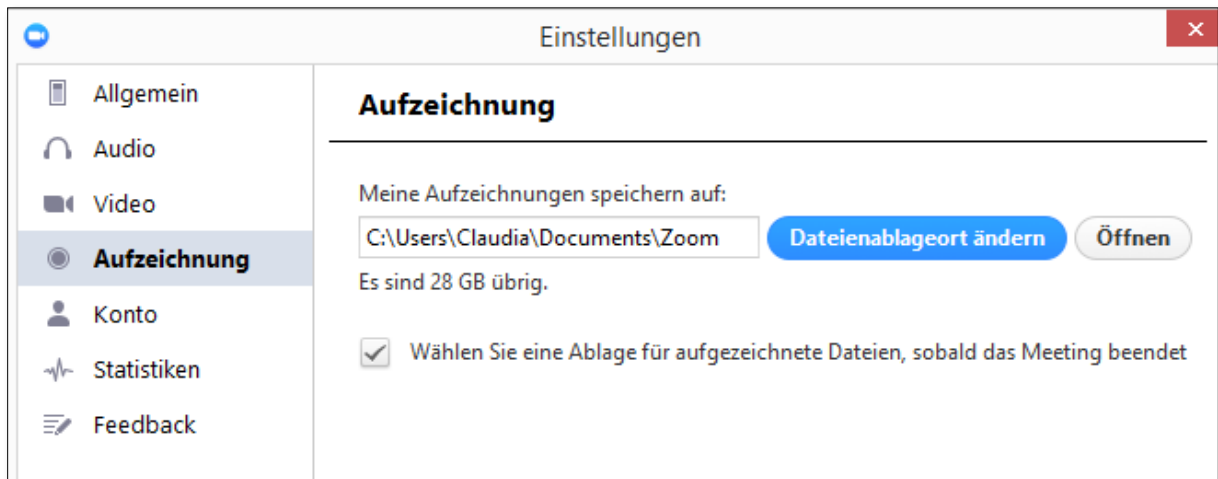 Einstellungen
Allgemein
Audio
Video
Aufzeichnung
Konto
Statistiken
Feedback
Aufzeichnung
Meine Aufzeichnungen speichern auf:
C:\Users\Claudia\Documents\Zoom Dateienablageort ändern Öffnen
Es sind 28 GB übrig.
Wählen Sie eine Ablage für aufgezeichnete Dateien, sobald das Meeting beendet